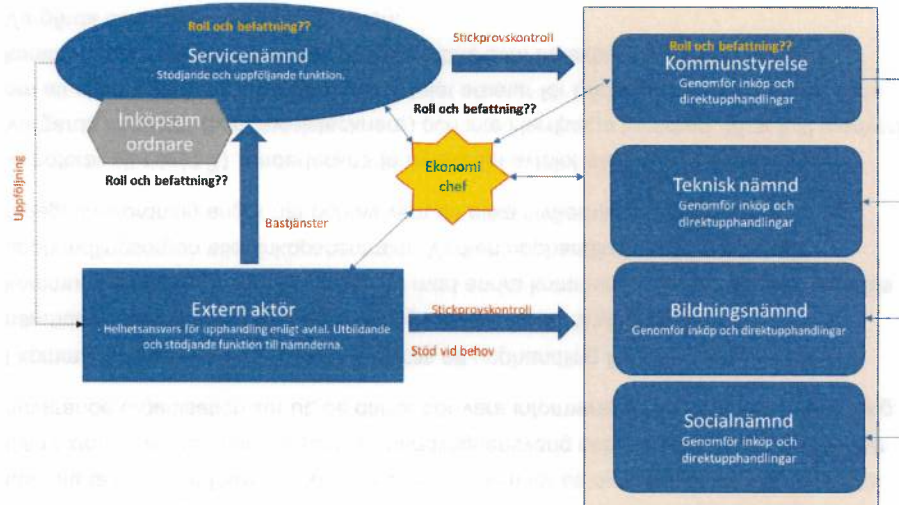 Roll och befattning??
Servicenämnd
Stödjande och uppföljande funktion.
Inköpsam
ordnare
Roll och befattning??
Uppföljning
Bastjänster
Stickprovskontroll
Roll och befattning??
Ekonomi
chef
Extern aktör
- Helhetsansvars för upphandling enligt avtal. Utbildande
och stödjande funktion till nämnderna.
Stickprovskontroll
Stöd vid behov
Roll och befattning??
Kommunstyrelse
Genomför inköp och
direktupphandlingar
Teknisk nämnd
Genomför inköp och
direktupphandlingar
Bildningsnämnd
Genomför inköp och direktupphandlingar
Socialnämnd
Genomför inköp och
direktupphandlingar